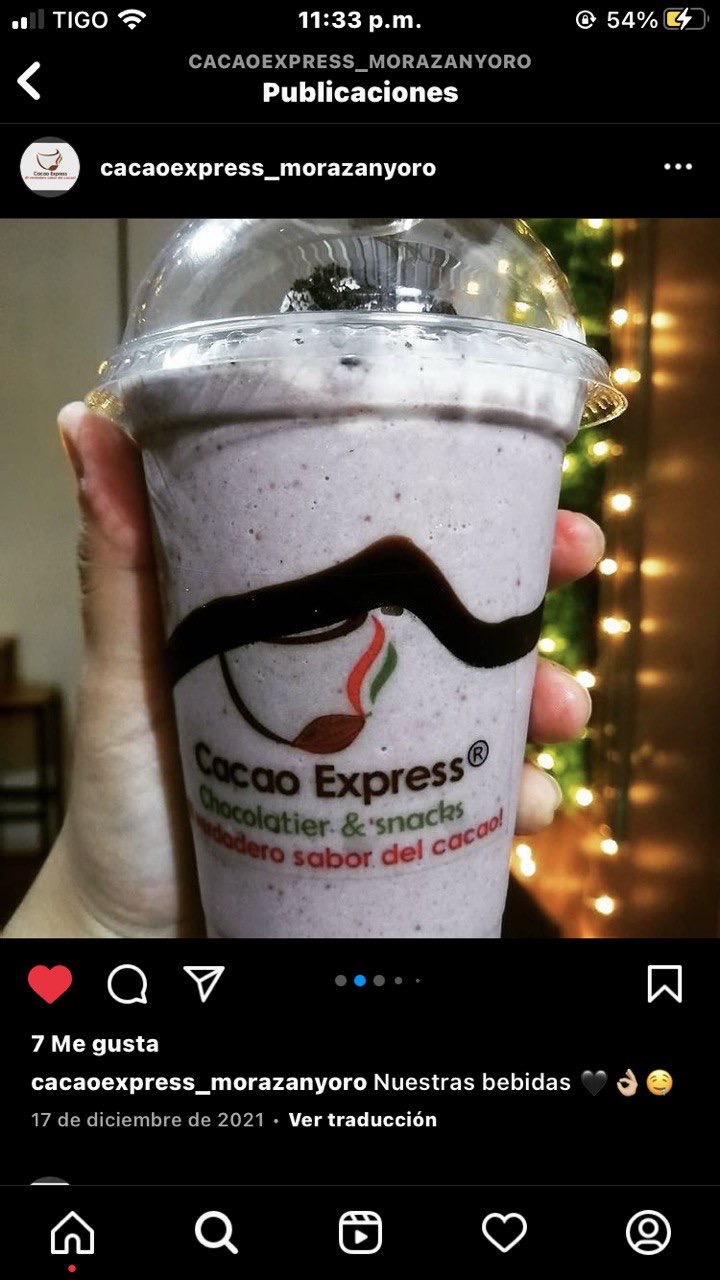 TIGO 11:33 p.m. 54%
CACAOEXPRESS_MORAZANYORO
Publicaciones
cacaoexpress_morazanyoro
Cacao Express®
Chocolatier & snacks
verdadero sabor del cacao!
7 Me gusta
cacaoexpress_morazanyoro Nuestras bebidas 🖤👌🏼🤤
17 de diciembre de 2021 · Ver traducción